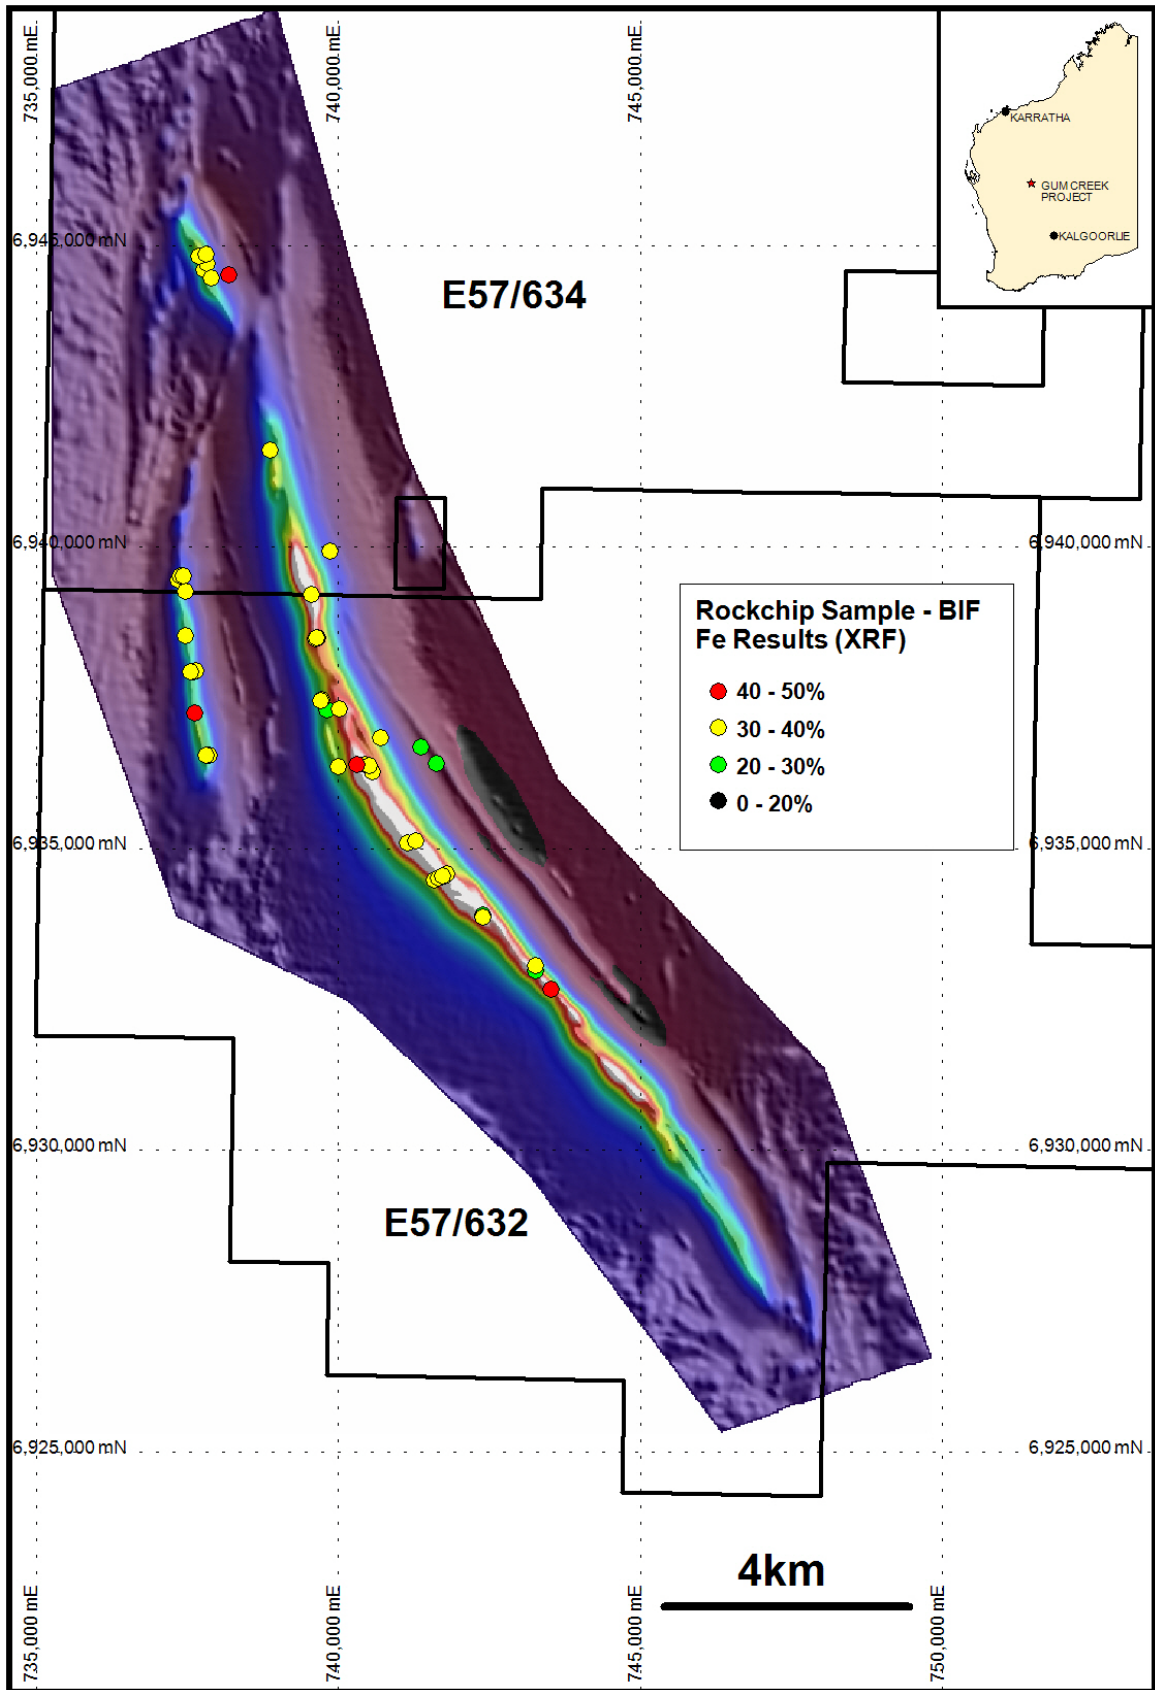 735,000 mE
740,000 mE
745,000 mE
KARRATHA
GUM CREEK
PROJECT
KALGOORLIE
6,945,000 mN
E57/634
6,940,000 mN
6,940,000 mN
Rockchip Sample - BIF
Fe Results (XRF)
40 - 50%
30 - 40%
20 - 30%
0 - 20%
6,935,000 mN
6,935,000 mN
6,930,000 mN
6,930,000 mN
E57/632
6,925,000 mN
6,925,000 mN
4km
735,000 mE
740,000 mE
745,000 mE
750,000 mE